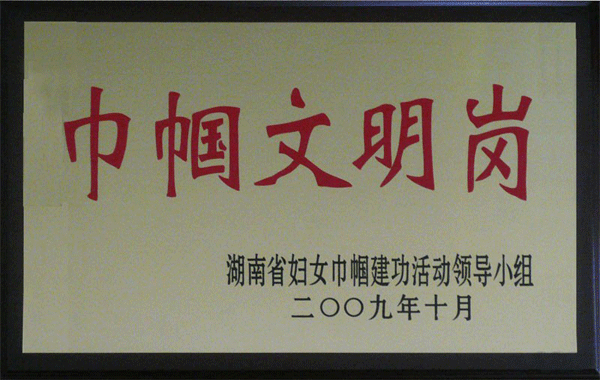 巾帼文明岗
湖南省妇女巾帼建功活动领导小组
二〇〇九年十月